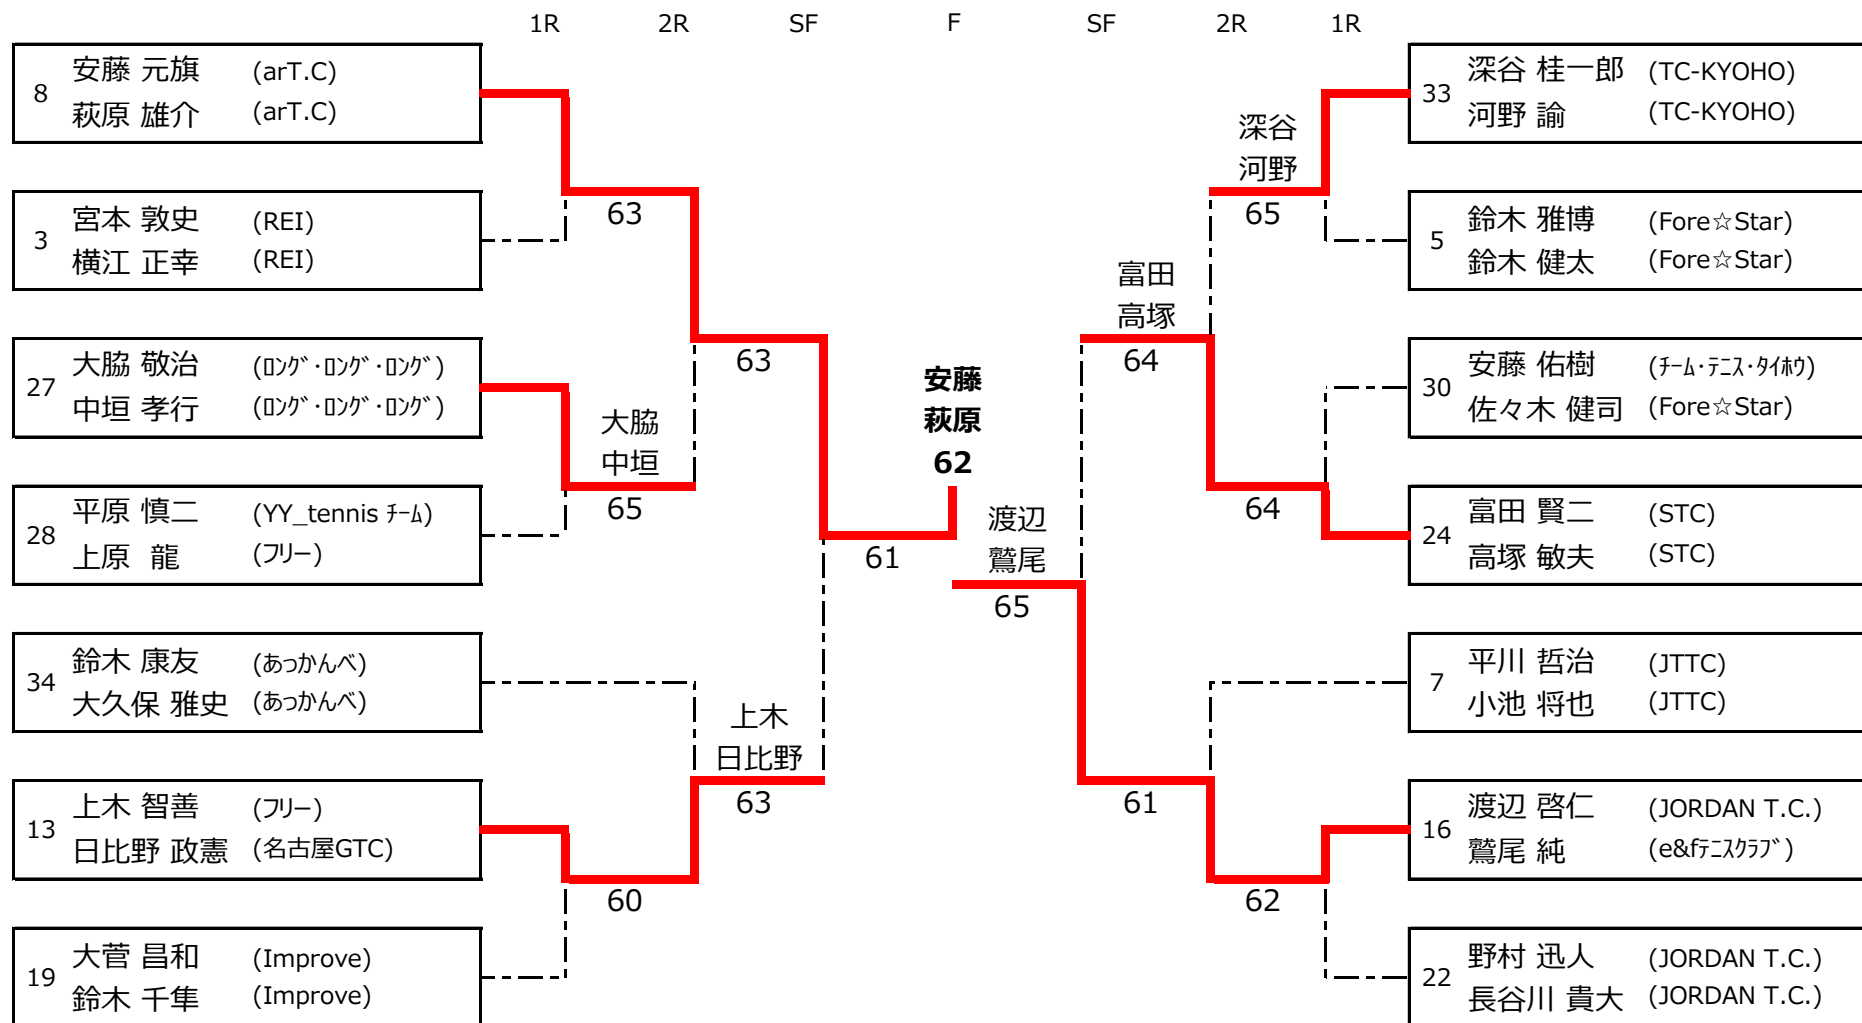 1R 2R SF F SF 2R 1R
8 安藤 元旗 (arT.C)
萩原 雄介 (arT.C)
3 宮本 敦史 (REI)
横江 正幸 (REI)
27 大脇 敬治 (ﾛﾝｸﾞ･ﾛﾝｸﾞ･ﾛﾝｸﾞ)
中垣 孝行 (ﾛﾝｸﾞ･ﾛﾝｸﾞ･ﾛﾝｸﾞ)
28 平原 慎二 (YY_tennis ﾁｰﾑ)
上原 龍 (ﾌﾘｰ)
34 鈴木 康友 (あっかんべ)
大久保 雅史 (あっかんべ)
13 上木 智善 (ﾌﾘｰ)
日比野 政憲 (名古屋GTC)
19 大菅 昌和 (Improve)
鈴木 千隼 (Improve)
63
大脇
中垣
65
60
63
上木
日比野
63
61
安藤
萩原
62
渡辺
鷲尾
65
富田
高塚
64
61
深谷
河野
65
64
62
33 深谷 桂一郎 (TC-KYOHO)
河野 諭 (TC-KYOHO)
5 鈴木 雅博 (Fore☆Star)
鈴木 健太 (Fore☆Star)
30 安藤 佑樹 (ﾁｰﾑ･ﾃﾆｽ･ﾀｲﾎｳ)
佐々木 健司 (Fore☆Star)
24 富田 賢二 (STC)
高塚 敏夫 (STC)
7 平川 哲治 (JTTC)
小池 将也 (JTTC)
16 渡辺 啓仁 (JORDAN T.C.)
鷲尾 純 (e&fﾃﾆｽｸﾗﾌﾞ)
22 野村 迅人 (JORDAN T.C.)
長谷川 貴大 (JORDAN T.C.)